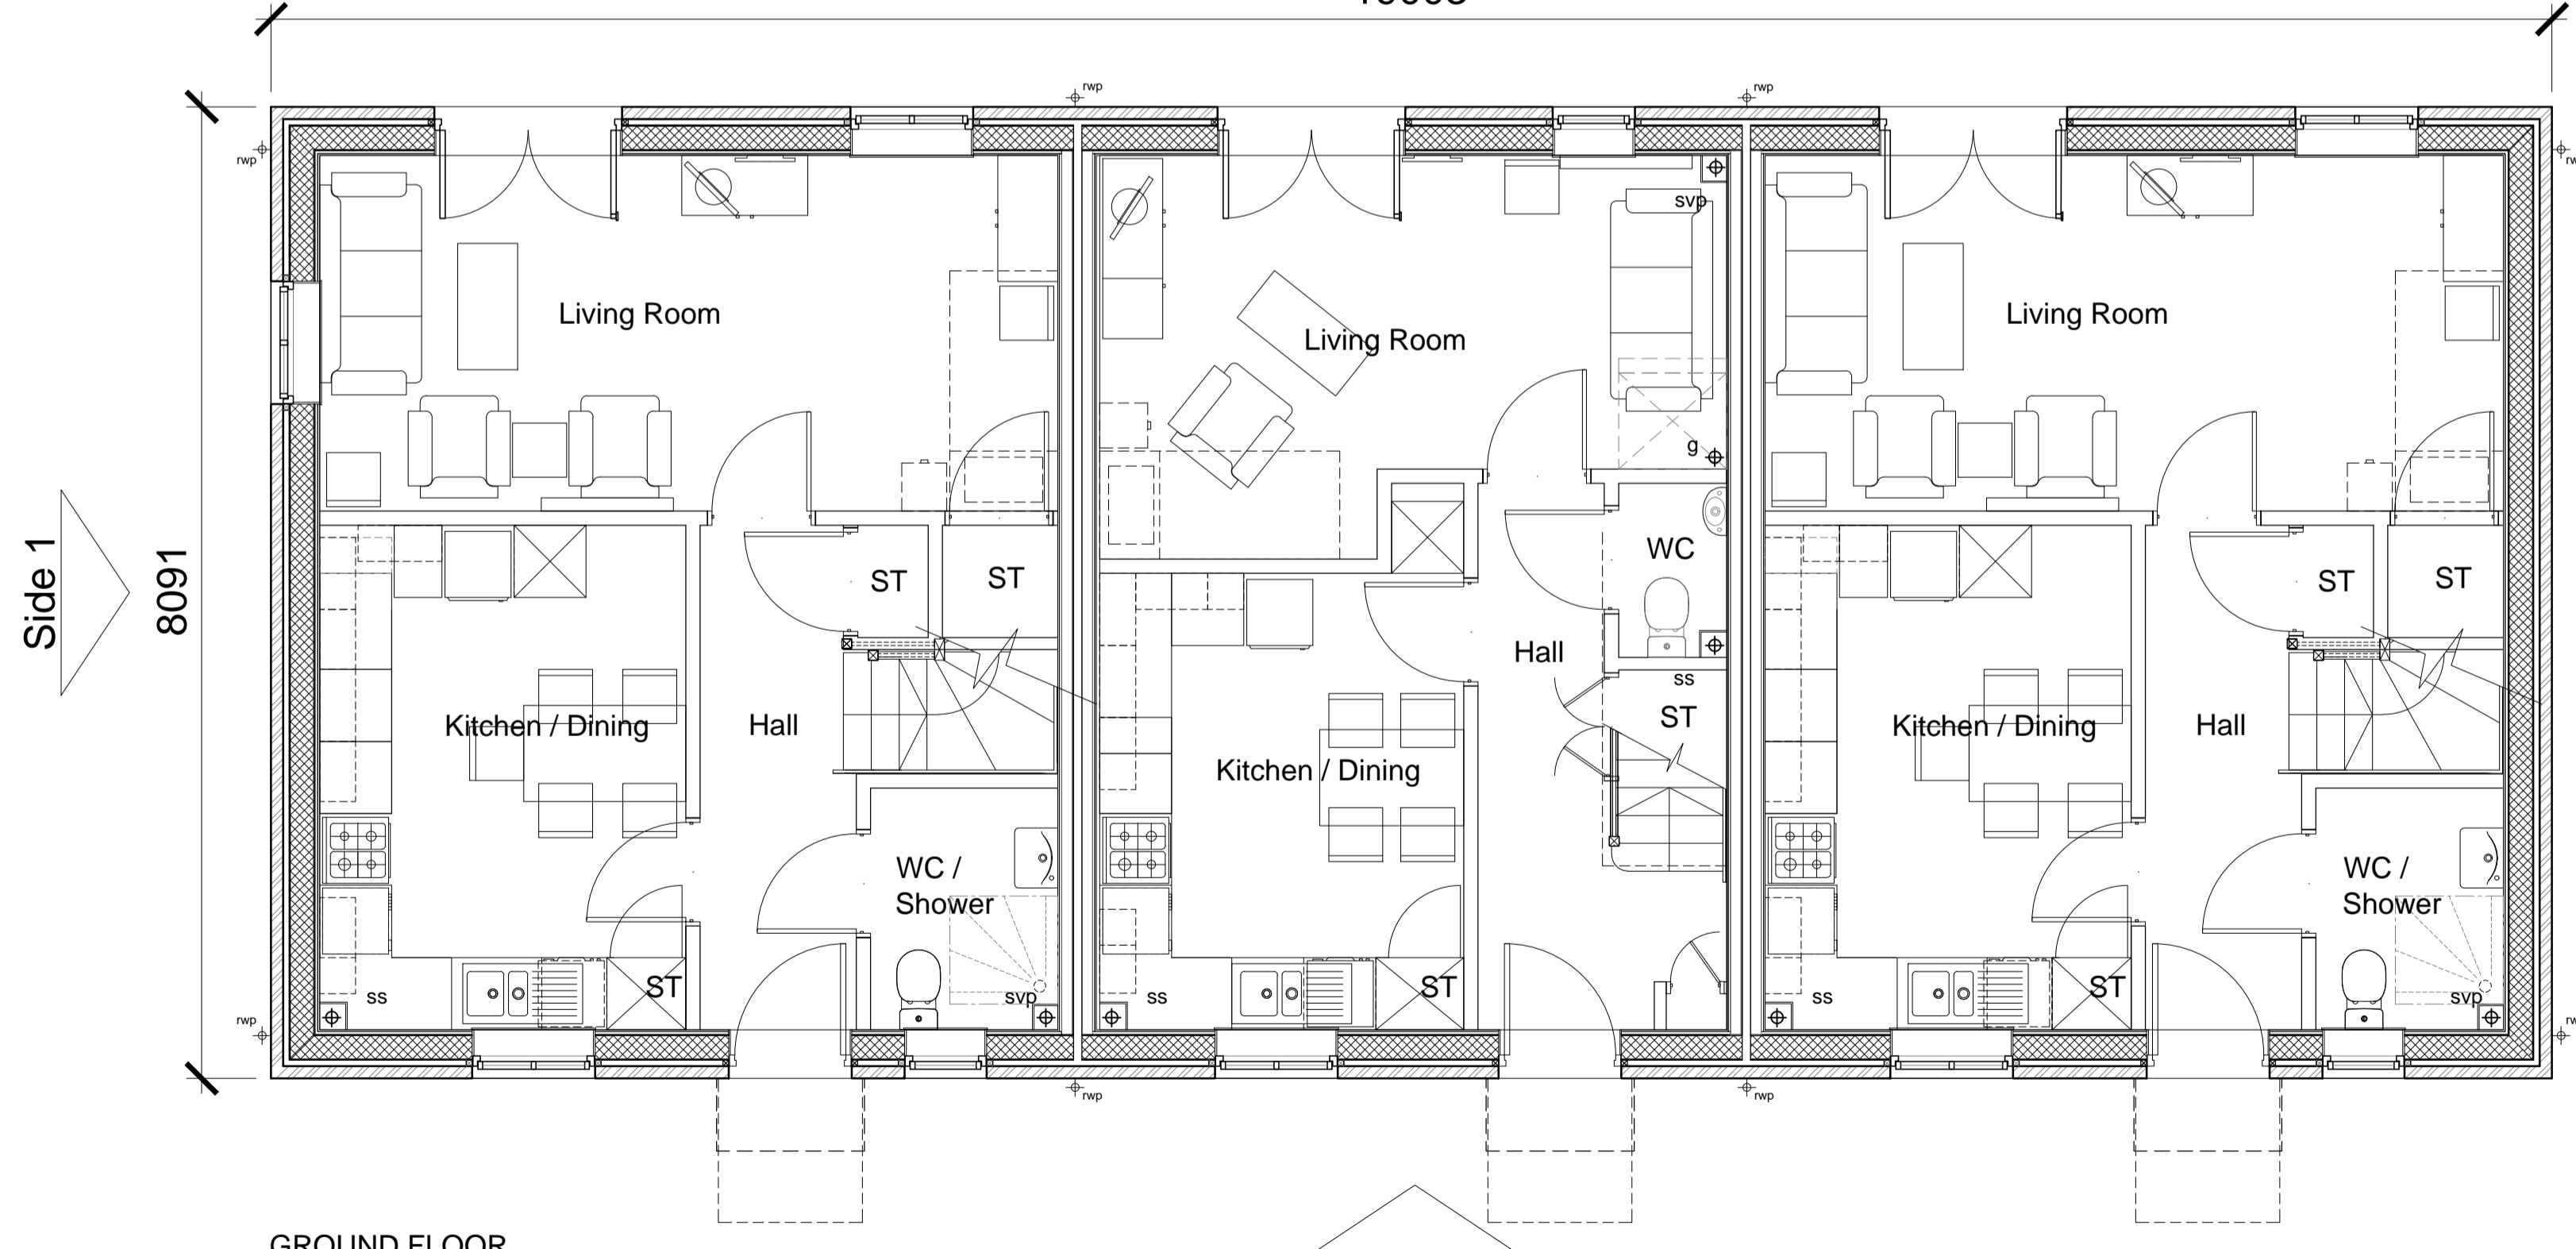 rwp
rwp
rwp
svp
Living Room
Living Room
Living Room
g
Side 1
8091
WC
ST
ST
ST
ST
Hall
ss
ST
Kitchen / Dining
Hall
Kitchen / Dining
Kitchen / Dining
Hall
WC /
Shower
WC /
Shower
ss
svp
ST
ss
ST
ss
ST
svp
rwp
rwp
rwp
GROUND FLOOR